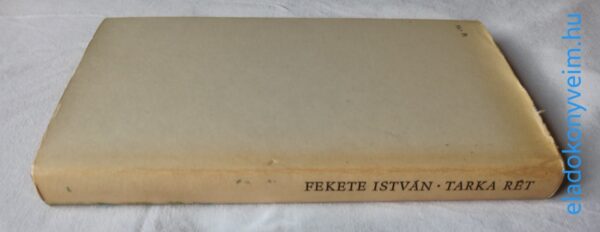 FEKETE ISTVÁN · TARKA RÉT
eladokonyveim.hu